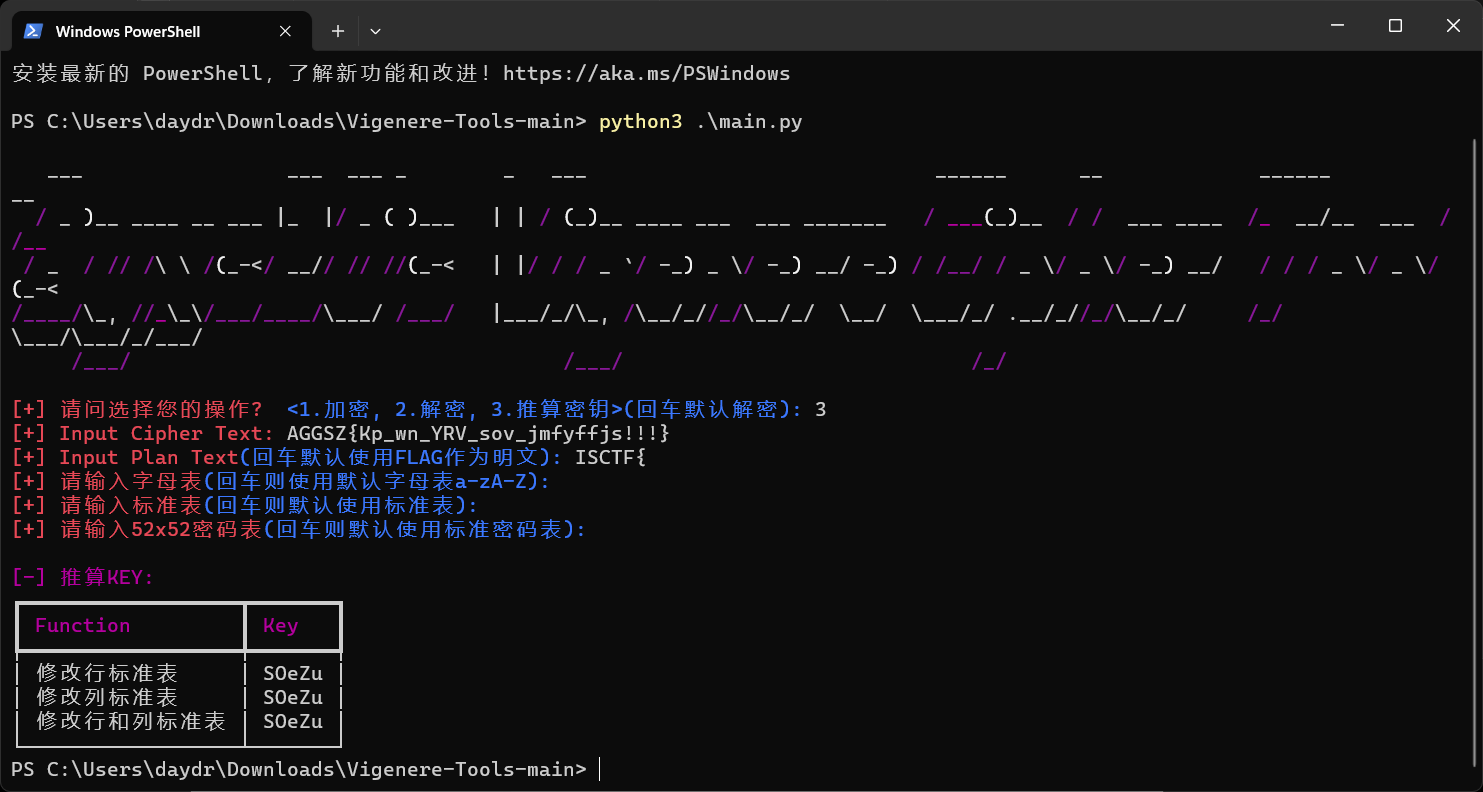 Windows PowerShell
安装最新的 PowerShell，了解新功能和改进！https://aka.ms/PSWindows
PS C:\Users\daydr\Downloads\Vigenere-Tools-main> python3 .\main.py
[+] 请问选择您的操作?  <1.加密, 2.解密, 3.推算密钥>(回车默认解密): 3
[+] Input Cipher Text: AGGSZ{Kp_wn_YRV_sov_jmfyffjs!!!}
[+] Input Plan Text(回车默认使用FLAG作为明文): ISCTF{
[+] 请输入字母表(回车则使用默认字母表a-zA-Z):
[+] 请输入标准表(回车则默认使用标准表):
[+] 请输入52x52密码表(回车则默认使用标准密码表):
[-] 推算KEY:
Function Key
修改行标准表 SOeZu
修改列标准表 SOeZu
修改行和列标准表 SOeZu
PS C:\Users\daydr\Downloads\Vigenere-Tools-main>